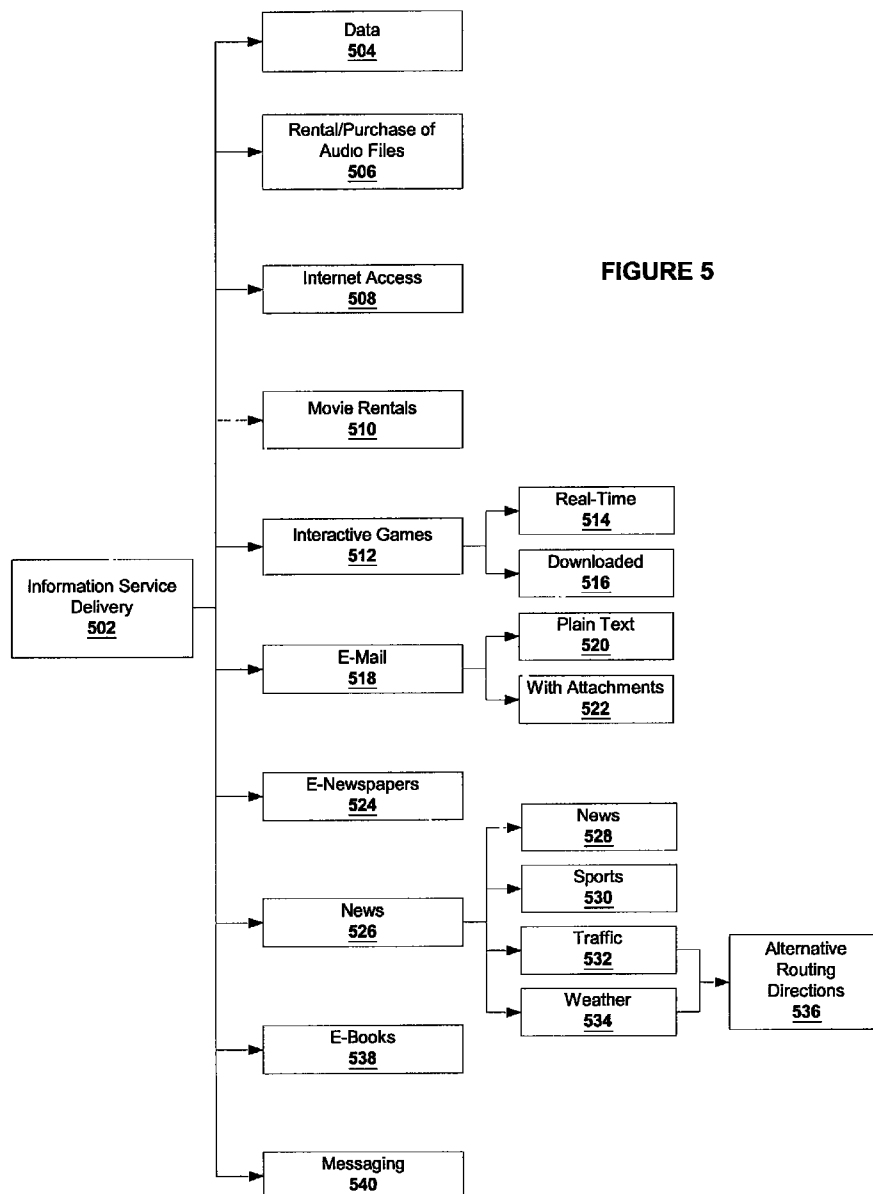 Data
504
Rental/Purchase of
Audio Files
506
FIGURE 5
Internet Access
508
Movie Rentals
510
Interactive Games
512
Real-Time
514
Downloaded
516
Information Service
Delivery
502
E-Mail
518
Plain Text
520
With Attachments
522
E-Newspapers
524
News
526
News
528
Sports
530
Traffic
532
Weather
534
Alternative
Routing
Directions
536
E-Books
538
Messaging
540